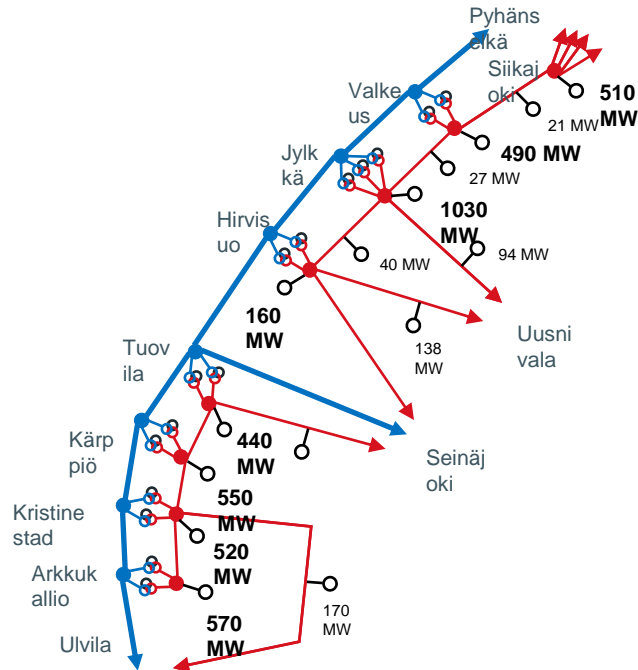 Pyhäns
elkä
Siikaj
oki
510
MW
21 MW
Valke
us
490 MW
27 MW
Jylk
kä
1030
MW
94 MW
Hirvis
uo
40 MW
160
MW
138
MW
Uusni
vala
Tuov
ila
440
MW
Seinäj
oki
Kärp
piö
550
MW
Kristine
stad
520
MW
Arkkuk
allio
570
MW
170
MW
Ulvila